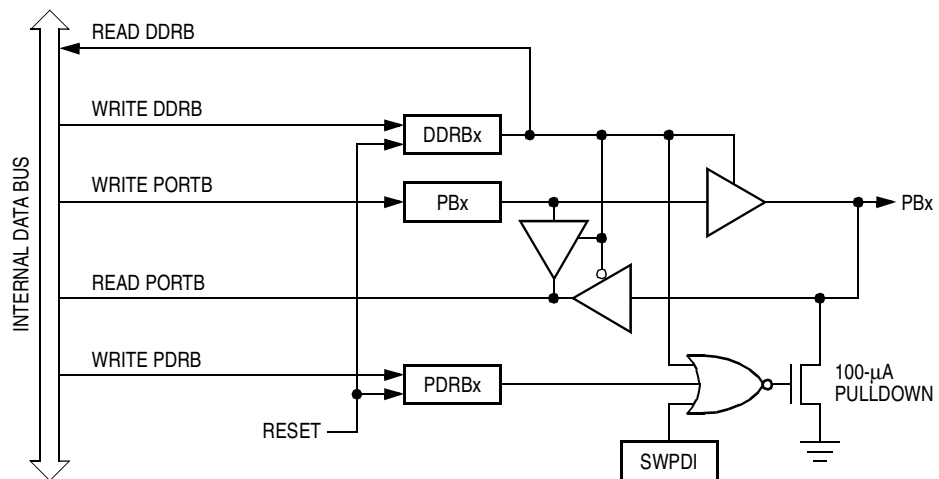 READ DDRB
WRITE DDRB
DDRBx
WRITE PORTB
PBx
PBx
INTERNAL DATA BUS
READ PORTB
WRITE PDRB
PDRBx
100-µA
PULLDOWN
RESET
SWPDI